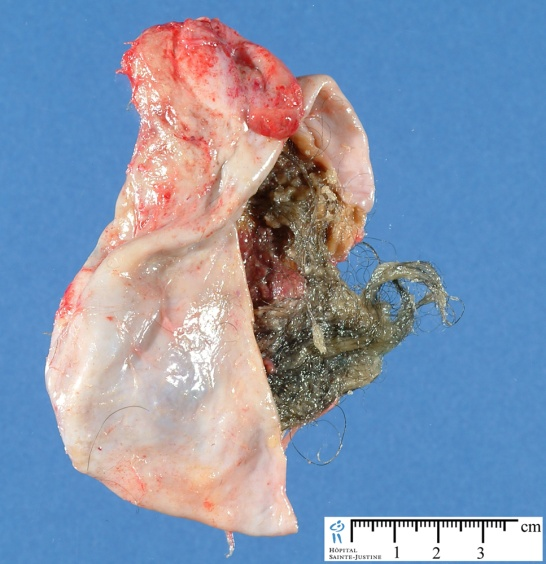 cm
1 2 3
HÔPITAL
SAINTE-JUSTINE